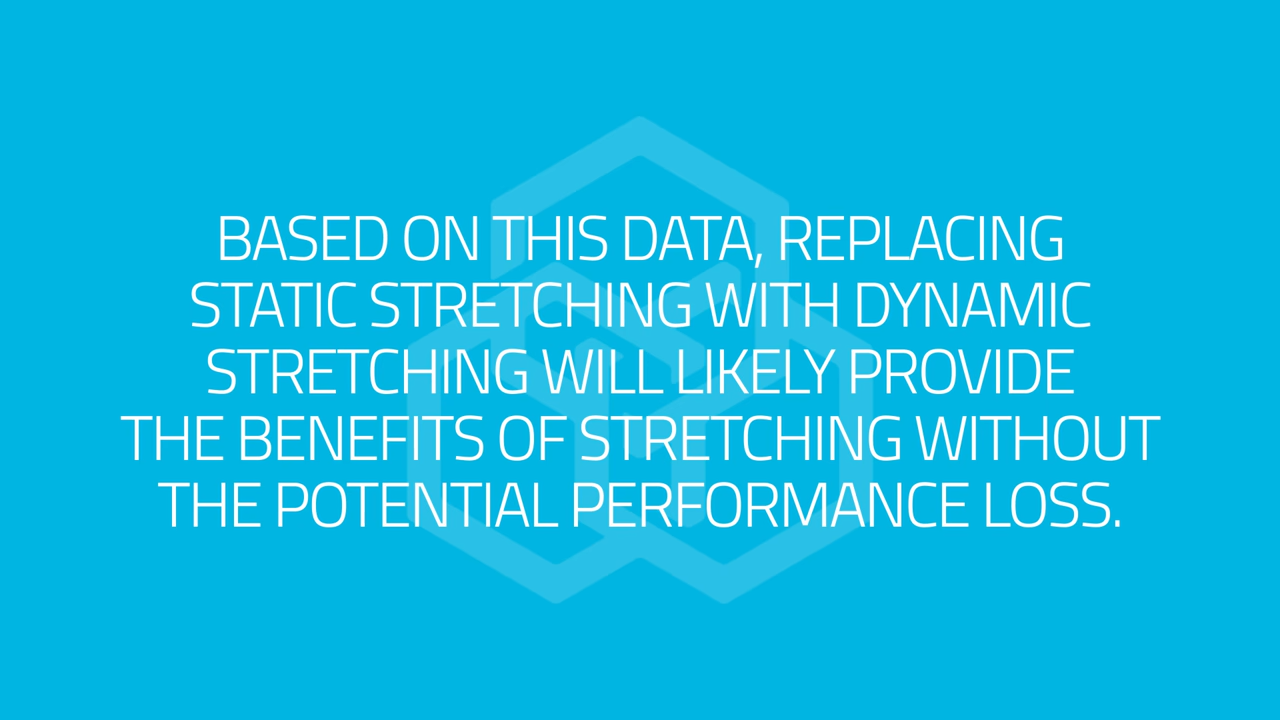 BASED ON THIS DATA, REPLACING
STATIC STRETCHING WITH DYNAMIC
STRETCHING WILL LIKELY PROVIDE
THE BENEFITS OF STRETCHING WITHOUT
THE POTENTIAL PERFORMANCE LOSS.